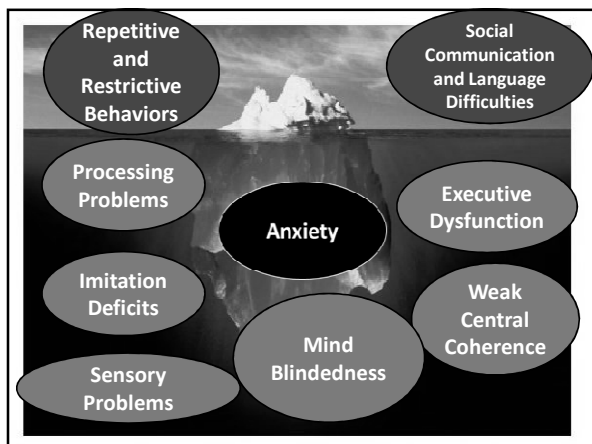 Repetitive
and
Restrictive
Behaviors
Social
Communication
and Language
Difficulties
Processing
Problems
Anxiety
Executive
Dysfunction
Imitation
Deficits
Weak
Central
Coherence
Mind
Blindedness
Sensory
Problems